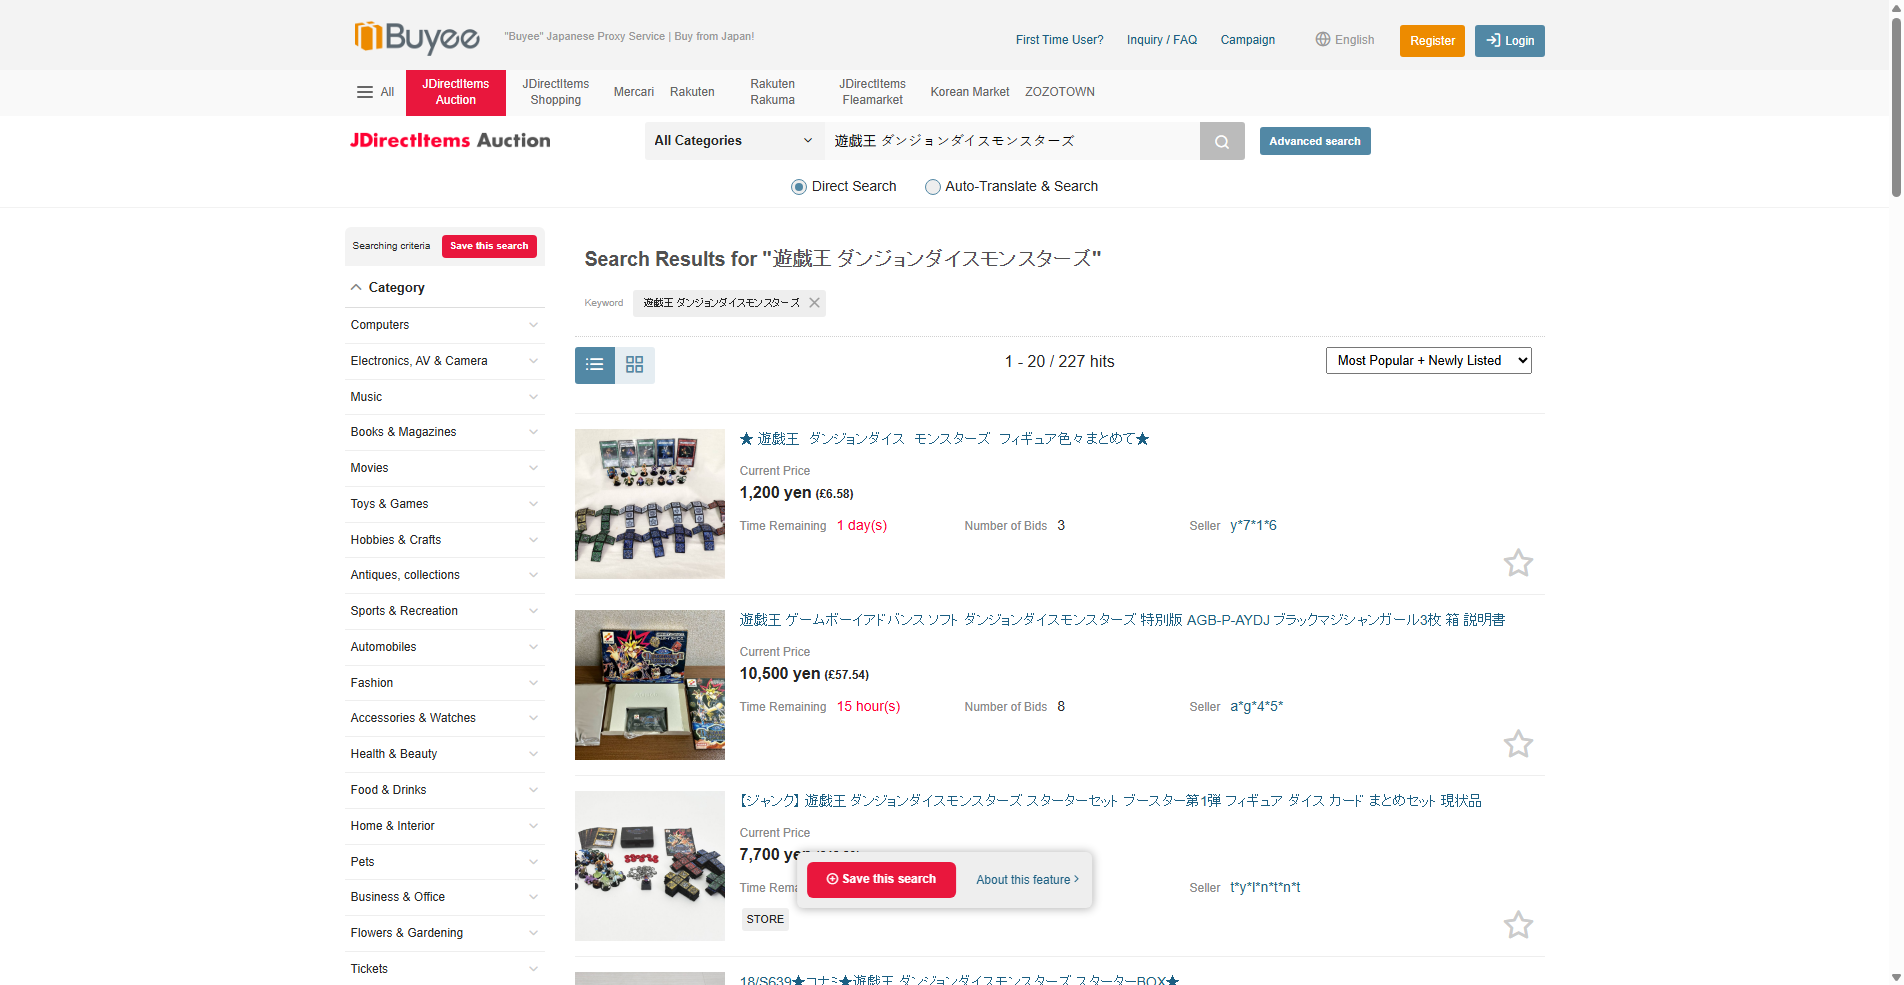 Buyee
"Buyee" Japanese Proxy Service | Buy from Japan!
First Time User?
Inquiry / FAQ
Campaign
English
Register
Login
All
JDirectItems
Auction
JDirectItems
Shopping
Mercari
Rakuten
Rakuten
Rakuma
JDirectItems
Fleamarket
Korean Market
ZOZOTOWN
JDirectItems Auction
All Categories
遊戯王 ダンジョンダイスモンスターズ
Advanced search
Direct Search
Auto-Translate & Search
Searching criteria
Save this search
Category
Computers
Electronics, AV & Camera
Music
Books & Magazines
Movies
Toys & Games
Hobbies & Crafts
Antiques, collections
Sports & Recreation
Automobiles
Fashion
Accessories & Watches
Health & Beauty
Food & Drinks
Home & Interior
Pets
Business & Office
Flowers & Gardening
Tickets
Search Results for "遊戯王 ダンジョンダイスモンスターズ"
Keyword
遊戯王 ダンジョンダイスモンスターズ
1 - 20 / 227 hits
Most Popular + Newly Listed
★ 遊戯王　ダンジョンダイス　モンスターズ　フィギュア色々まとめて★
Current Price
1,200 yen (£6.58)
Time Remaining 1 day(s)
Number of Bids 3
Seller y*7*1*6
遊戯王 ゲームボーイアドバンス ソフト ダンジョンダイスモンスターズ 特別版 AGB-P-AYDJ ブラックマジシャンガール3枚 箱 説明書
Current Price
10,500 yen (£57.54)
Time Remaining 15 hour(s)
Number of Bids 8
Seller a*g*4*5*
【ジャンク】 遊戯王 ダンジョンダイスモンスターズ スターターセット ブースター第1弾 フィギュア ダイス カード まとめセット 現状品
Current Price
7,700 yen
Time Rema
Seller t*y*l*n*t*n*t
STORE
Save this search
About this feature
18/S639★コナミ★遊戯王 ダンジョンダイスモンスターズ スターターBOX★